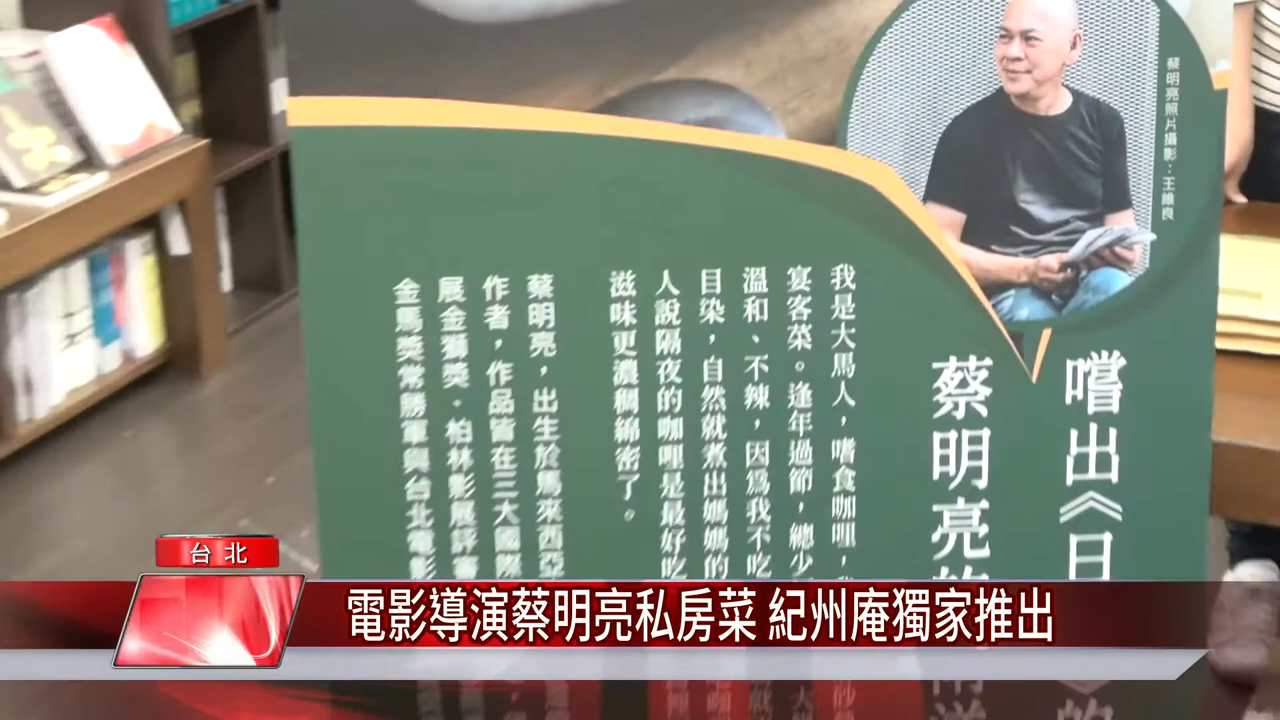 蔡明亮照片攝影：王維良
嚐出《日
蔡明亮的
我是大馬人，嗜食咖哩，
宴客菜。逢年過節，總少
溫和、不辣，因為我不吃
目染，自然就煮出媽媽的
人說隔夜的咖哩是最好吃
滋味更濃稠綿密了。
蔡明亮，出生於馬來西亞
作者，作品皆在三大國際
展金獅獎、柏林影展評審
金馬獎常勝軍與台北電影
台北
電影導演蔡明亮私房菜 紀州庵獨家推出